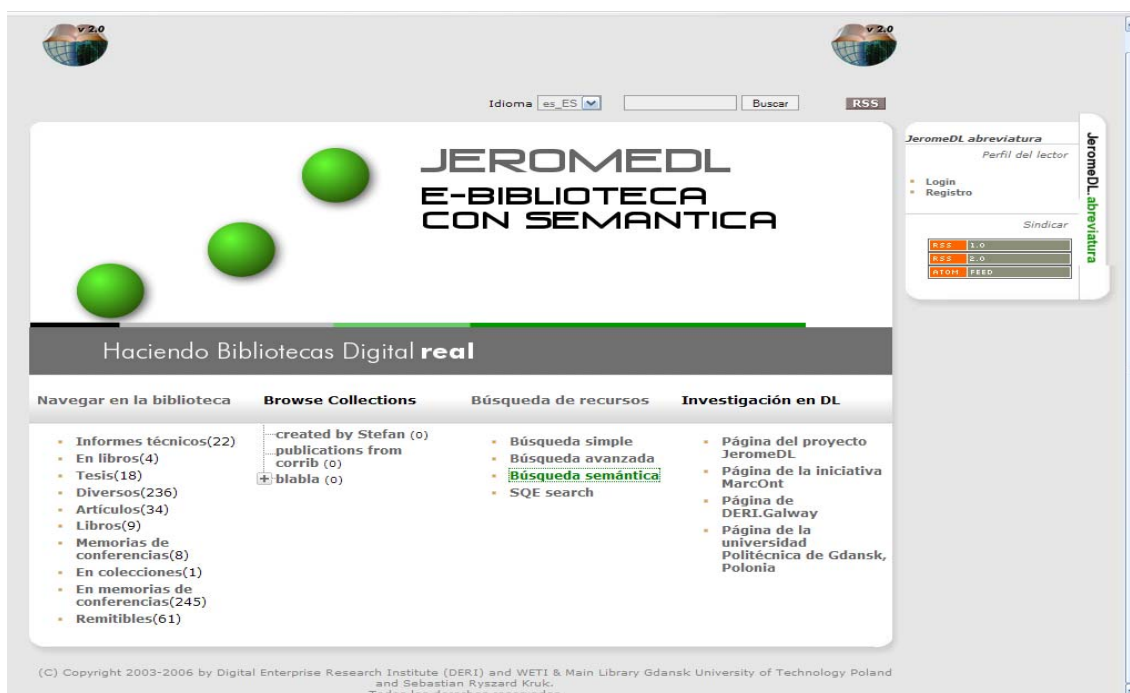 v 2.0
v 2.0
Idioma es_ES Buscar RSS
JEROMEDL
E-BIBLIOTECA
CON SEMANTICA
Haciendo Bibliotecas Digital real
Navegar en la biblioteca
Informes técnicos(22)
En libros(4)
Tesis(18)
Diversos(236)
Artículos(34)
Libros(9)
Memorias de
conferencias(8)
En colecciones(1)
En memorias de
conferencias(245)
Remitibles(61)
Browse Collections
created by Stefan (0)
publications from
corrib (0)
blabla (0)
Búsqueda de recursos
Búsqueda simple
Búsqueda avanzada
Búsqueda semántica
SQE search
Investigación en DL
Página del proyecto
JeromeDL
Página de la iniciativa
MarcOnt
Página de
DERI.Galway
Página de la
universidad
Politécnica de Gdansk,
Polonia
JeromeDL abreviatura
Perfil del lector
Login
Registro
Sindicar
RSS 1.0
RSS 2.0
ATOM FEED
JeromeDL.abreviatura
(C) Copyright 2003-2006 by Digital Enterprise Research Institute (DERI) and WETI & Main Library Gdansk University of Technology Poland
and Sebastian Ryszard Kruk.